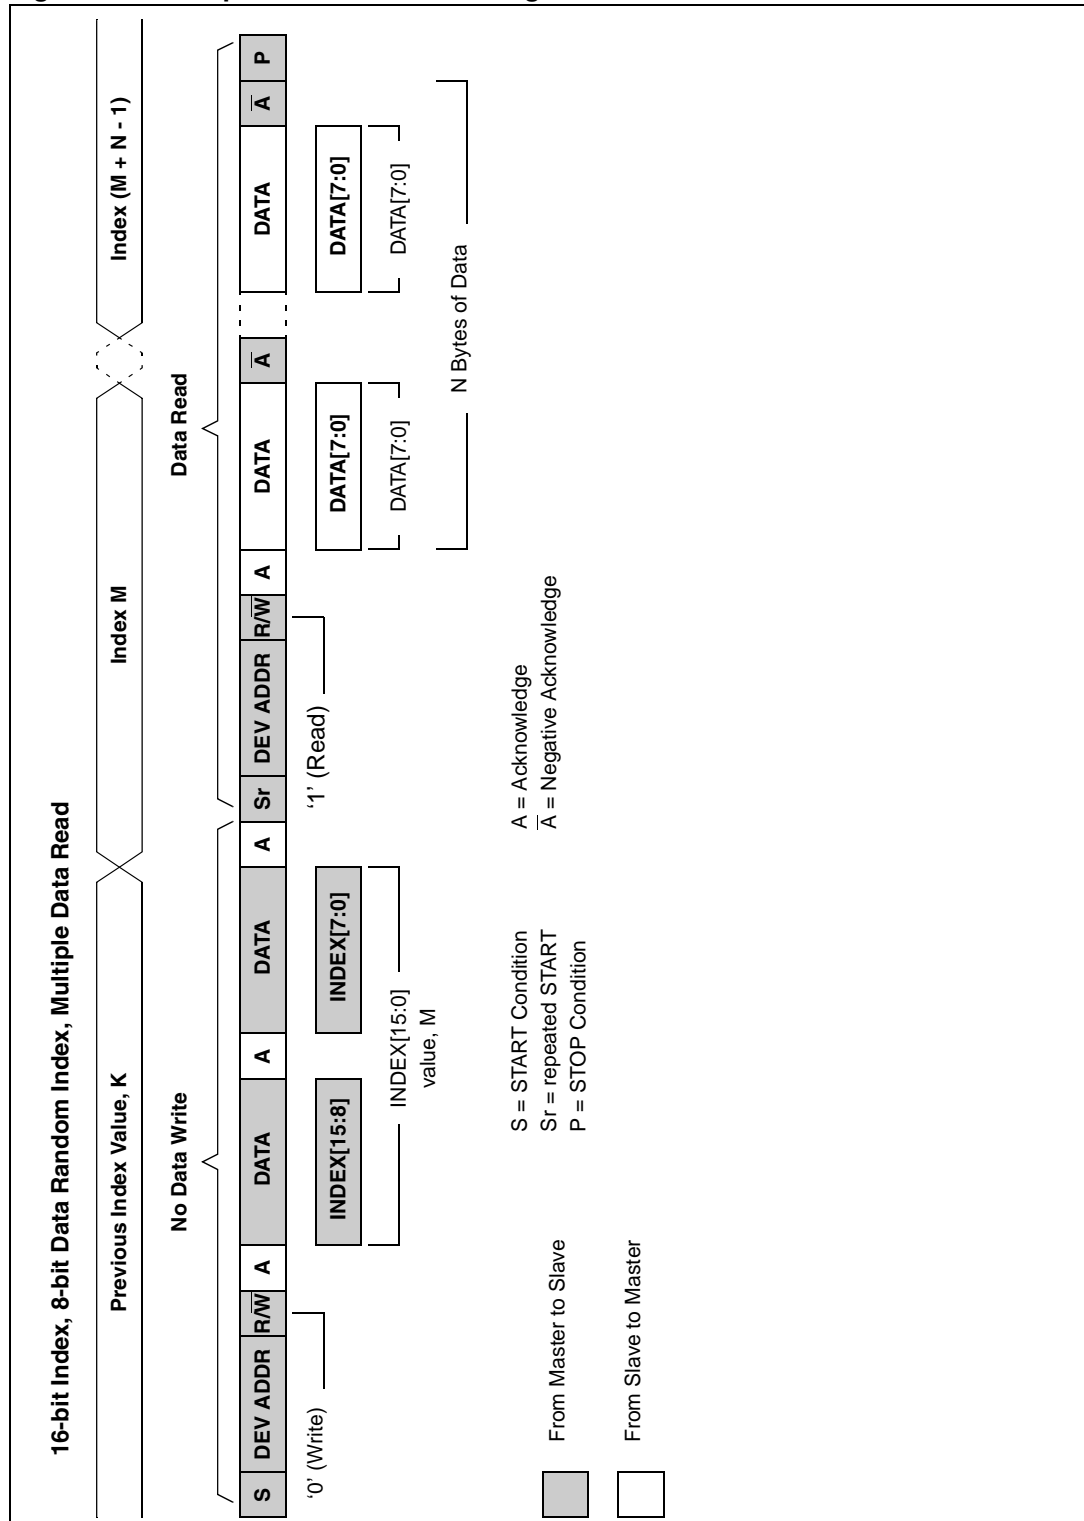 16-bit Index, 8-bit Data Random Index, Multiple Data Read
Previous Index Value, K
Index M
Index (M + N - 1)
No Data Write
Data Read
S
DEV ADDR
R/W̅
A
DATA
A
DATA
A
Sr
DEV ADDR
R/W̅
A
DATA
A̅
DATA
A̅
P
‘0’ (Write)
INDEX[15:8]
INDEX[7:0]
INDEX[15:0]
value, M
‘1’ (Read)
DATA[7:0]
DATA[7:0]
DATA[7:0]
DATA[7:0]
N Bytes of Data
From Master to Slave
From Slave to Master
S = START Condition
Sr = repeated START
P = STOP Condition
A = Acknowledge
A̅ = Negative Acknowledge